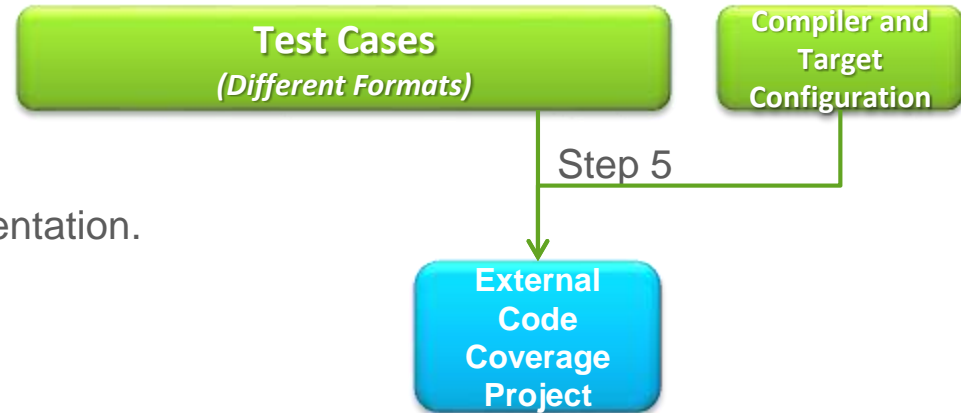 Test Cases
(Different Formats)
Compiler and
Target
Configuration
Step 5
entation.
External
Code
Coverage
Project